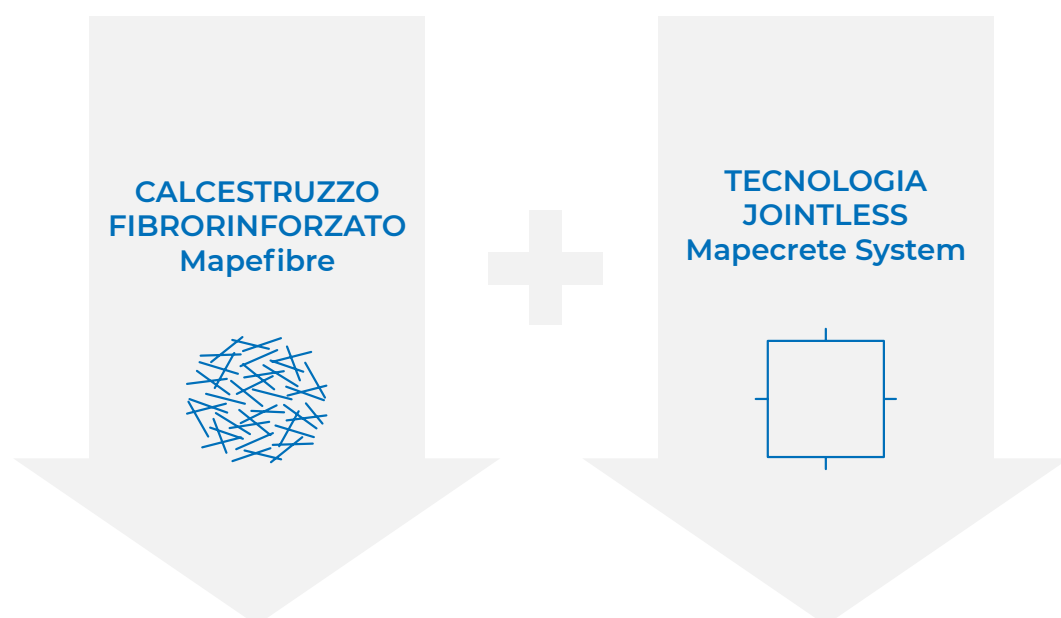 CALCESTRUZZO
FIBRORINFORZATO
Mapefibre
TECNOLOGIA
JOINTLESS
Mapecrete System